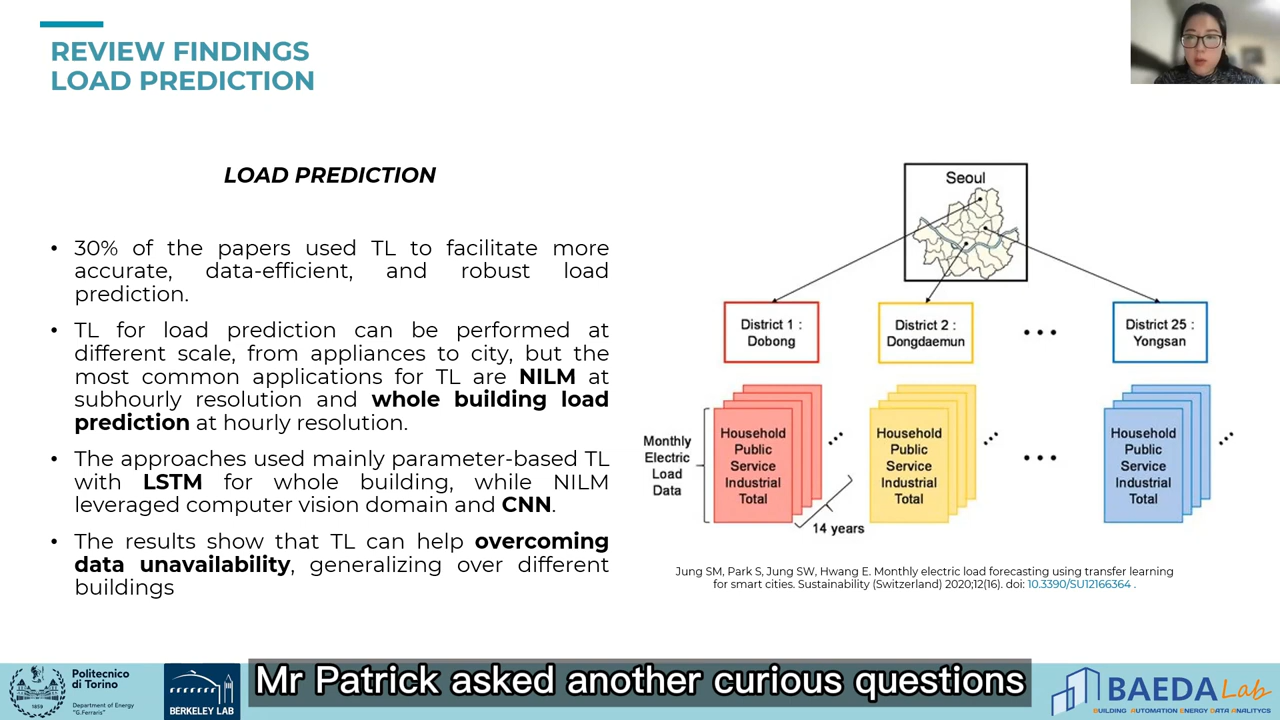 REVIEW FINDINGS
LOAD PREDICTION
LOAD PREDICTION
• 30% of the papers used TL to facilitate more
accurate, data-efficient, and robust load
prediction.
• TL for load prediction can be performed at
different scale, from appliances to city, but the
most common applications for TL are NILM at
subhourly resolution and whole building load
prediction at hourly resolution.
• The approaches used mainly parameter-based TL
with LSTM for whole building, while NILM
leveraged computer vision domain and CNN.
• The results show that TL can help overcoming
data unavailability, generalizing over different
buildings
Seoul
District 1 :
Dobong
District 2 :
Dongdaemun
• • •
District 25 :
Yongsan
Monthly
Electric
Load
Data
Household
Public
Service
Industrial
Total
Household
Public
Service
Industrial
Total
Household
Public
Service
Industrial
Total
14 years
Jung SM, Park S, Jung SW, Hwang E. Monthly electric load forecasting using transfer learning
for smart cities. Sustainability (Switzerland) 2020;12(16). doi: 10.3390/SU12166364 .
Mr Patrick asked another curious questions
Politecnico
di Torino
1859
Department of Energy
"G.Ferraris"
BERKELEY LAB
BAEDA Lab
BUILDING AUTOMATION ENERGY DATA ANALITYCS